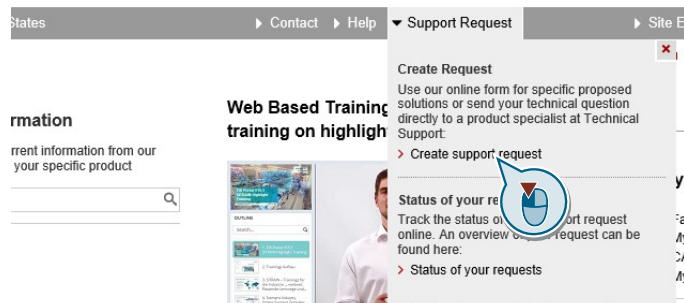 States
Contact
Help
Support Request
Site E
Create Request
Use our online form for specific proposed
solutions or send your technical question
directly to a product specialist at Technical
Support:
Create support request
Status of your re
Track the status o ort request
online. An overview o request can be
found here:
Status of your requests
Web Based Training
training on highligh
rmation
rrent information from our
your specific product
OUTLINE
Search...